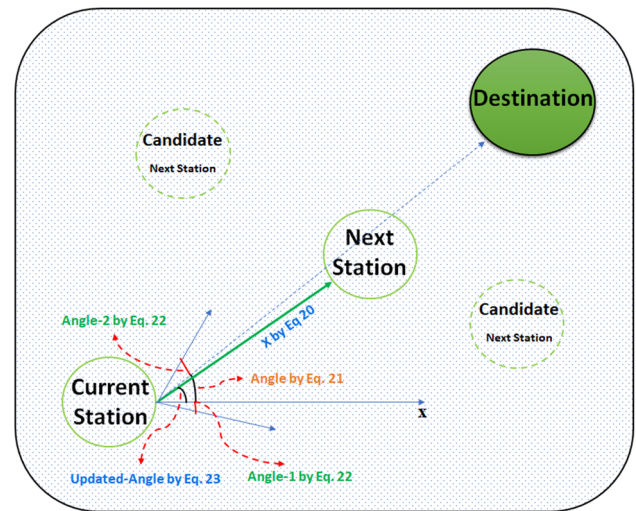 Destination
Candidate
Next Station
Next
Station
Candidate
Next Station
Angle-2 by Eq. 22
X by Eq 20
Current
Station
Angle by Eq. 21
x
Updated-Angle by Eq. 23
Angle-1 by Eq. 22